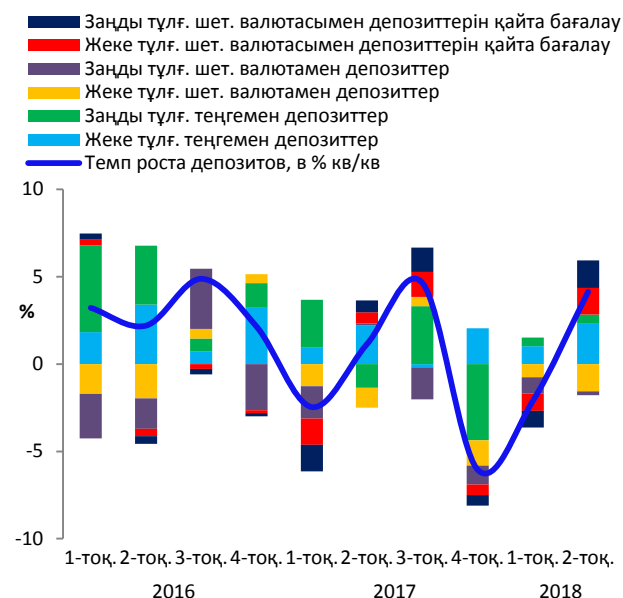 Заңды тұлғ. шет. валютасымен депозиттерін қайта бағалау
Жеке тұлғ. шет. валютасымен депозиттерін қайта бағалау
Заңды тұлғ. шет. валютамен депозиттер
Жеке тұлғ. шет. валютамен депозиттер
Заңды тұлғ. теңгемен депозиттер
Жеке тұлғ. теңгемен депозиттер
Темп роста депозитов, в % кв/кв
10
5
%
0
-5
-10
1-тоқ. 2-тоқ. 3-тоқ. 4-тоқ. 1-тоқ. 2-тоқ. 3-тоқ. 4-тоқ. 1-тоқ. 2-тоқ.
2016 2017 2018